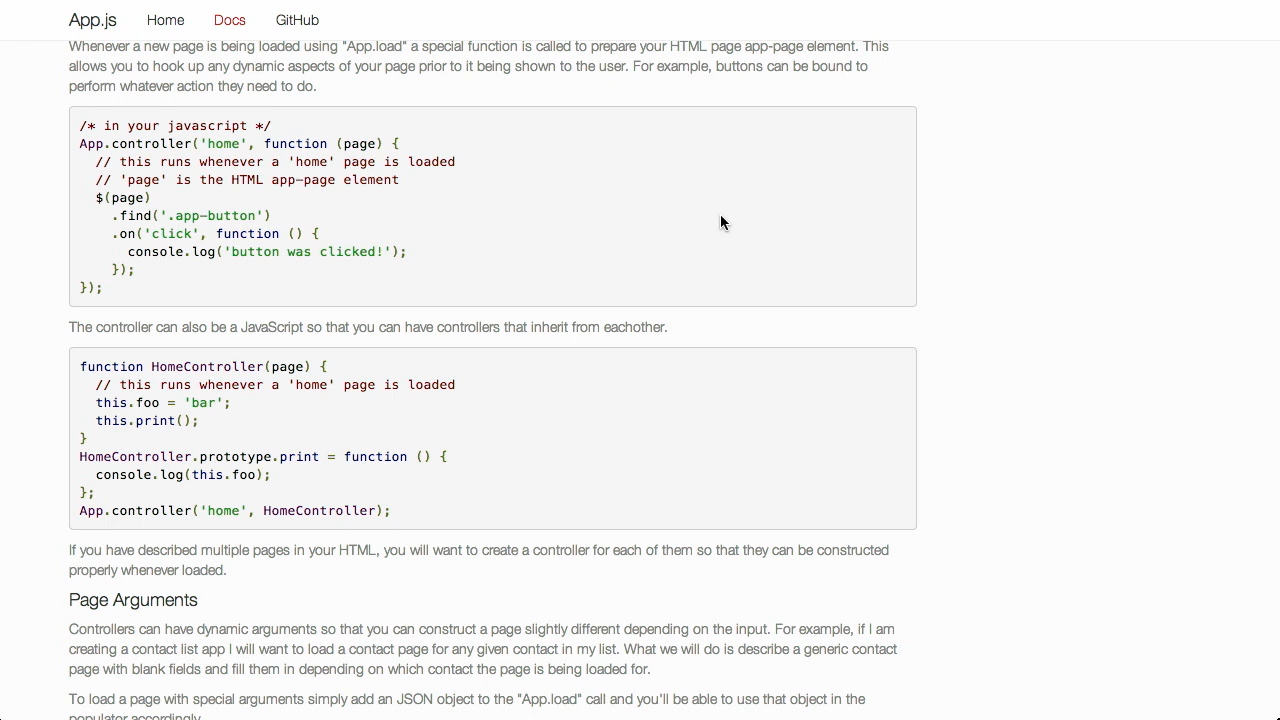 App.js Home Docs GitHub
Whenever a new page is being loaded using "App.load" a special function is called to prepare your HTML page app-page element. This
allows you to hook up any dynamic aspects of your page prior to it being shown to the user. For example, buttons can be bound to
perform whatever action they need to do.
/* in your javascript */
App.controller('home', function (page) {
  // this runs whenever a 'home' page is loaded
  // 'page' is the HTML app-page element
  $(page)
    .find('.app-button')
    .on('click', function () {
      console.log('button was clicked!');
    });
});
The controller can also be a JavaScript so that you can have controllers that inherit from eachother.
function HomeController(page) {
  // this runs whenever a 'home' page is loaded
  this.foo = 'bar';
  this.print();
}
HomeController.prototype.print = function () {
  console.log(this.foo);
};
App.controller('home', HomeController);
If you have described multiple pages in your HTML, you will want to create a controller for each of them so that they can be constructed
properly whenever loaded.
Page Arguments
Controllers can have dynamic arguments so that you can construct a page slightly different depending on the input. For example, if I am
creating a contact list app I will want to load a contact page for any given contact in my list. What we will do is describe a generic contact
page with blank fields and fill them in depending on which contact the page is being loaded for.
To load a page with special arguments simply add an JSON object to the "App.load" call and you'll be able to use that object in the
populator accordingly.